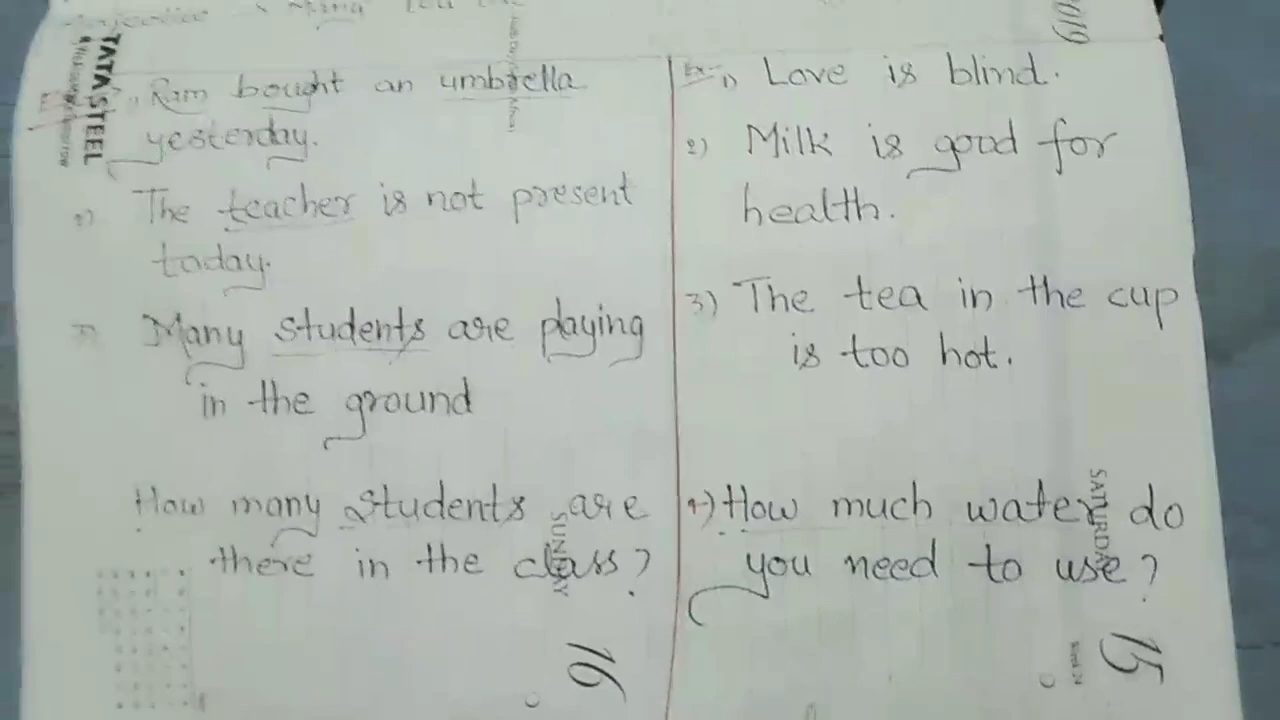 TATA STEEL
2019
Ram bought an umbrella
yesterday.
2) The teacher is not present
today.
3) Many students are playing
in the ground
How many students are
there in the class?
SUNDAY
16
Ex- 1) Love is blind.
2) Milk is good for
health.
3) The tea in the cup
is too hot.
4) How much water do
you need to use?
SATURDAY
15